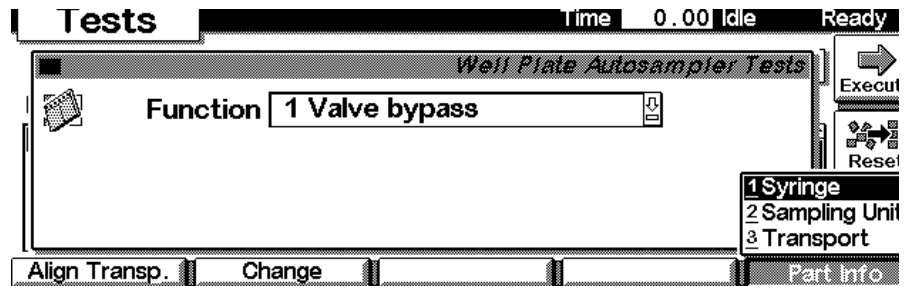 Tests Time 0.00 Idle Ready
Well Plate Autosampler Tests
Execut
Function 1 Valve bypass
Reset
1 Syringe
2 Sampling Unit
3 Transport
Align Transp. Change Part Info